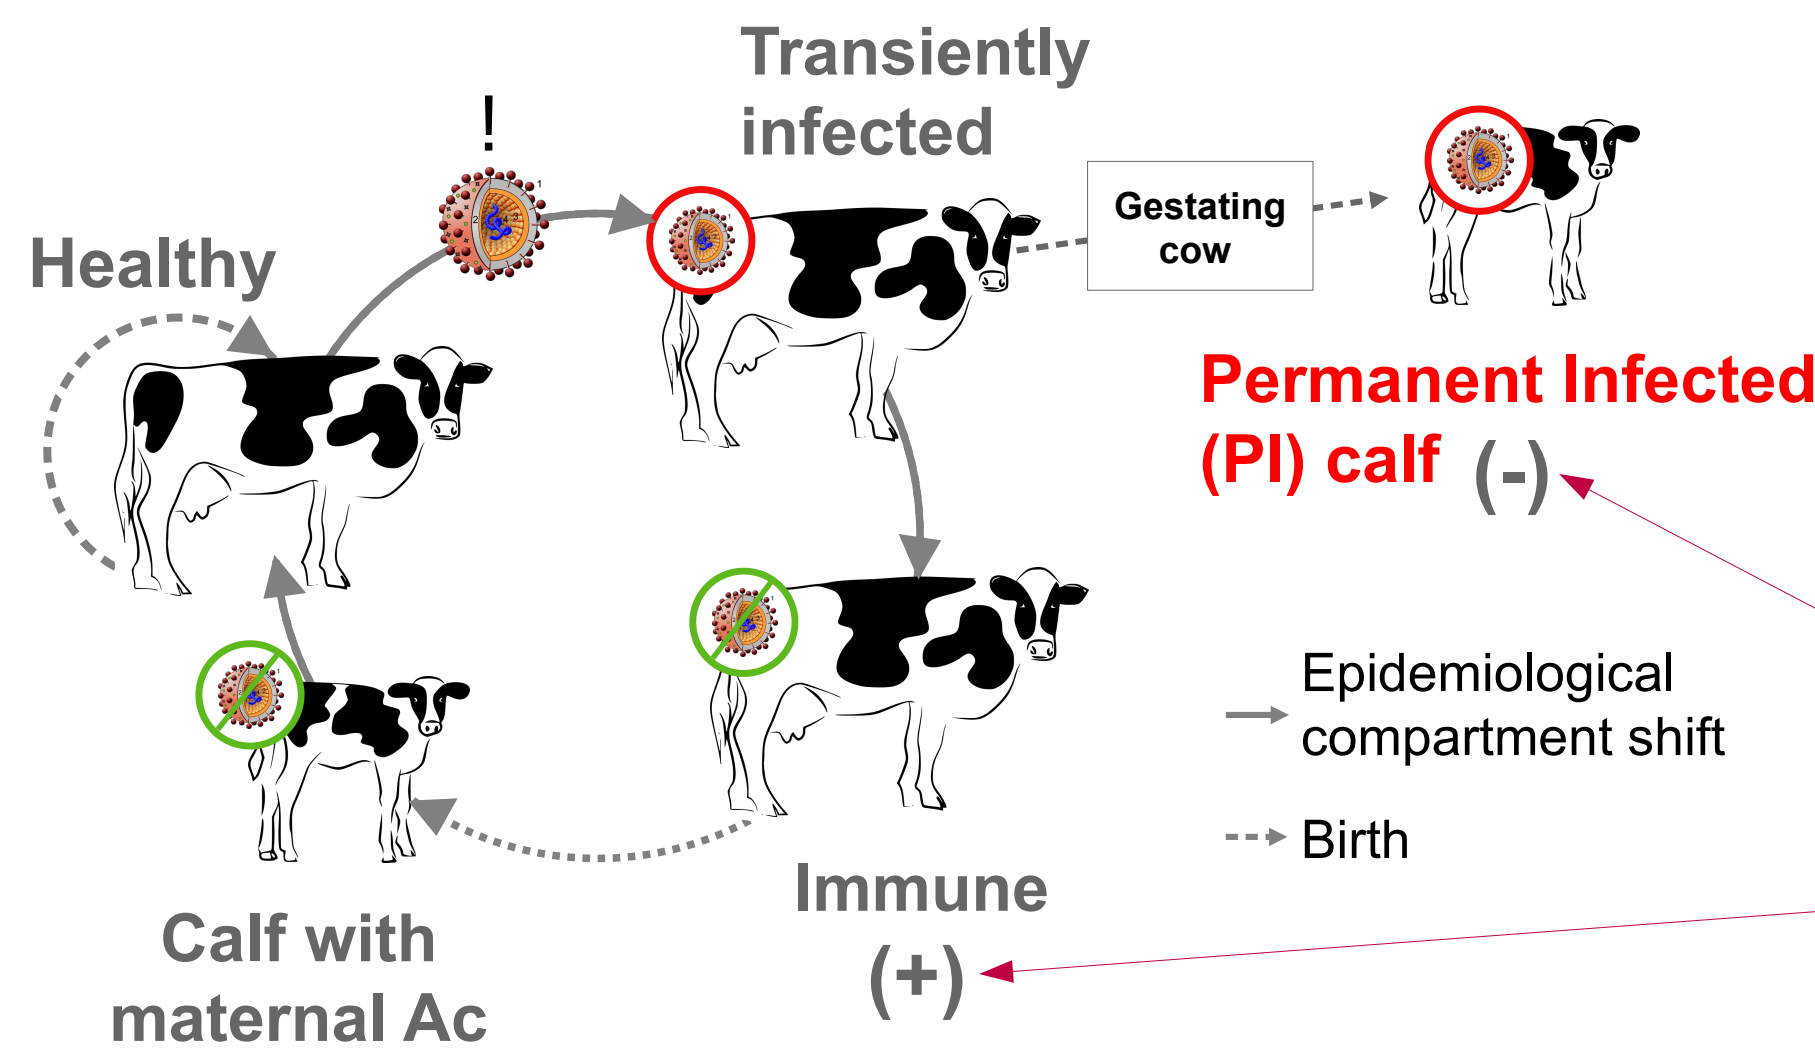 Transiently
infected
!
Gestating
cow
Healthy
Permanent Infected
(PI) calf (-)
Epidemiological
compartment shift
Birth
Immune
(+)
Calf with
maternal Ac